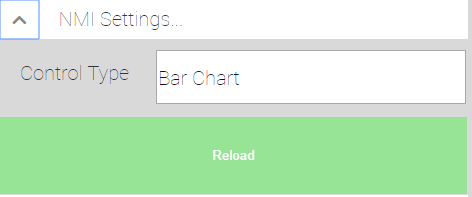 NMI Settings...
Control Type
Bar Chart
Reload